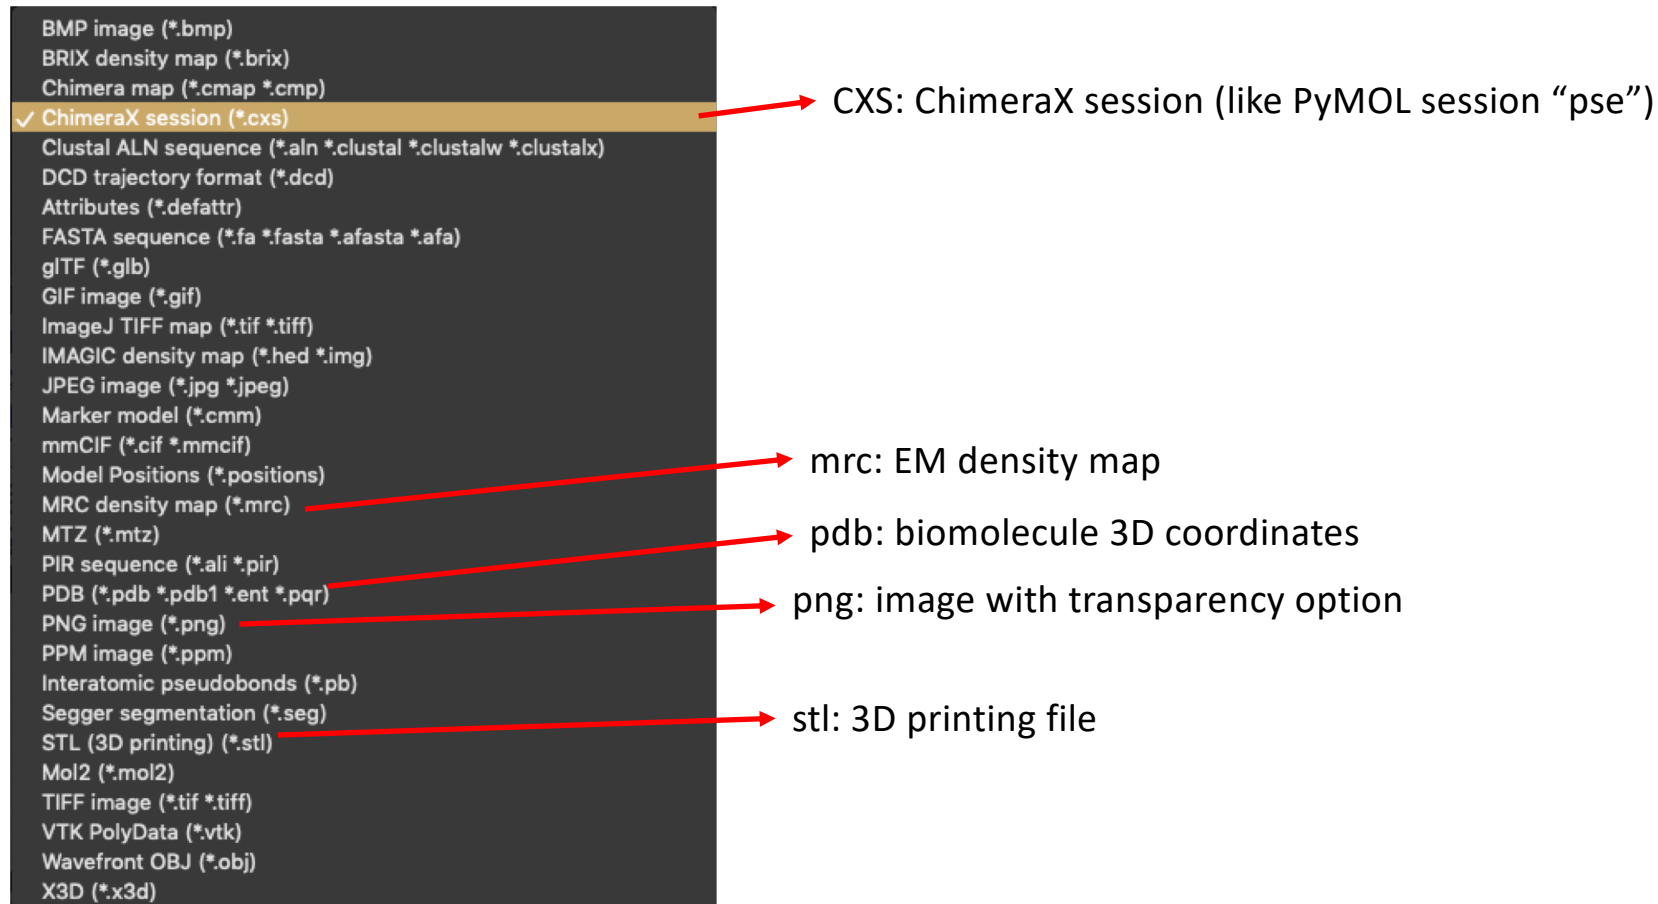 BMP image (*.bmp)
BRIX density map (*.brix)
Chimera map (*.cmap *.cmp)
✓ ChimeraX session (*.cxs)
Clustal ALN sequence (*.aln *.clustal *.clustalw *.clustalx)
DCD trajectory format (*.dcd)
Attributes (*.defattr)
FASTA sequence (*.fa *.fasta *.afasta *.afa)
glTF (*.glb)
GIF image (*.gif)
ImageJ TIFF map (*.tif *.tiff)
IMAGIC density map (*.hed *.img)
JPEG image (*.jpg *.jpeg)
Marker model (*.cmm)
mmCIF (*.cif *.mmcif)
Model Positions (*.positions)
MRC density map (*.mrc)
MTZ (*.mtz)
PIR sequence (*.ali *.pir)
PDB (*.pdb *.pdb1 *.ent *.pqr)
PNG image (*.png)
PPM image (*.ppm)
Interatomic pseudobonds (*.pb)
Segger segmentation (*.seg)
STL (3D printing) (*.stl)
Mol2 (*.mol2)
TIFF image (*.tif *.tiff)
VTK PolyData (*.vtk)
Wavefront OBJ (*.obj)
X3D (*.x3d)
CXS: ChimeraX session (like PyMOL session “pse”)
mrc: EM density map
pdb: biomolecule 3D coordinates
png: image with transparency option
stl: 3D printing file